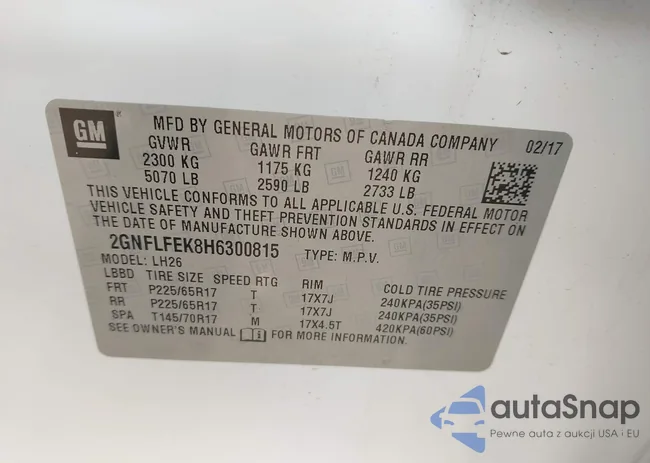 GM
MFD BY GENERAL MOTORS OF CANADA COMPANY 02/17
GVWR GAWR FRT GAWR RR
2300 KG 1175 KG 1240 KG
5070 LB 2590 LB 2733 LB
THIS VEHICLE CONFORMS TO ALL APPLICABLE U.S. FEDERAL MOTOR
VEHICLE SAFETY AND THEFT PREVENTION STANDARDS IN EFFECT ON
THE DATE OF MANUFACTURE SHOWN ABOVE.
2GNFLFEK8H6300815 TYPE: M.P.V.
MODEL: LH26
LBBD TIRE SIZE SPEED RTG RIM COLD TIRE PRESSURE
FRT P225/65R17 T 17X7J 240KPA(35PSI)
RR P225/65R17 T 17X7J 240KPA(35PSI)
SPA T145/70R17 M 17X4.5T 420KPA(60PSI)
SEE OWNER'S MANUAL FOR MORE INFORMATION.
autaSnap
Pewne auta z aukcji USA i EU